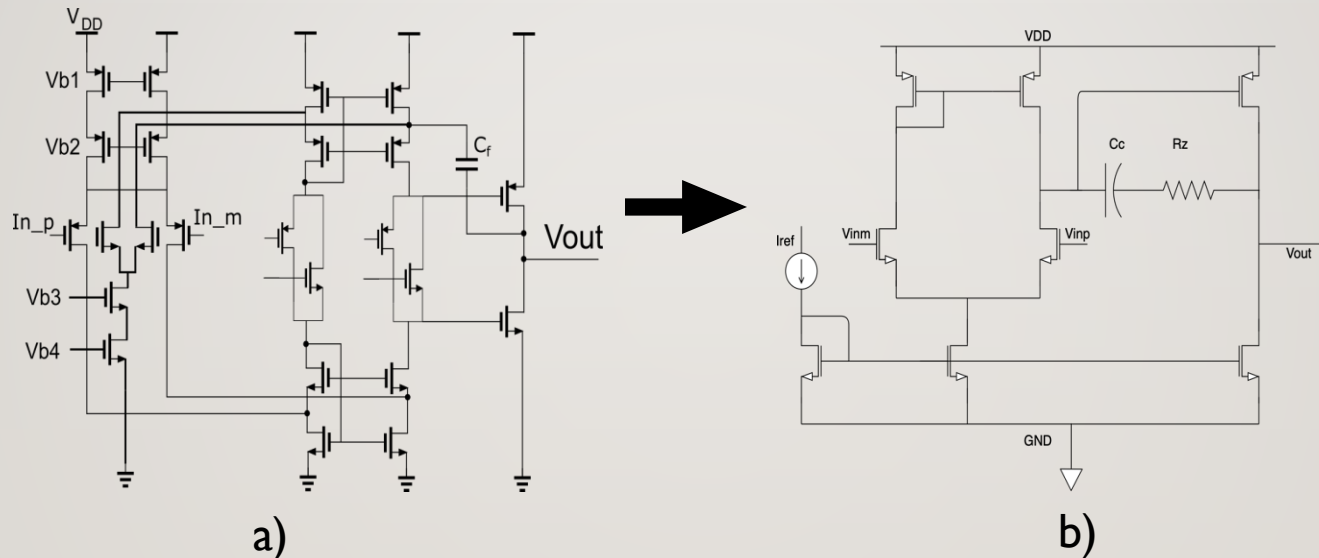 V_DD
Vb1
Vb2
In_p
In_m
Vb3
Vb4
C_f
Vout
a)
VDD
Cc
Rz
Iref
Vinm
Vinp
Vout
GND
b)